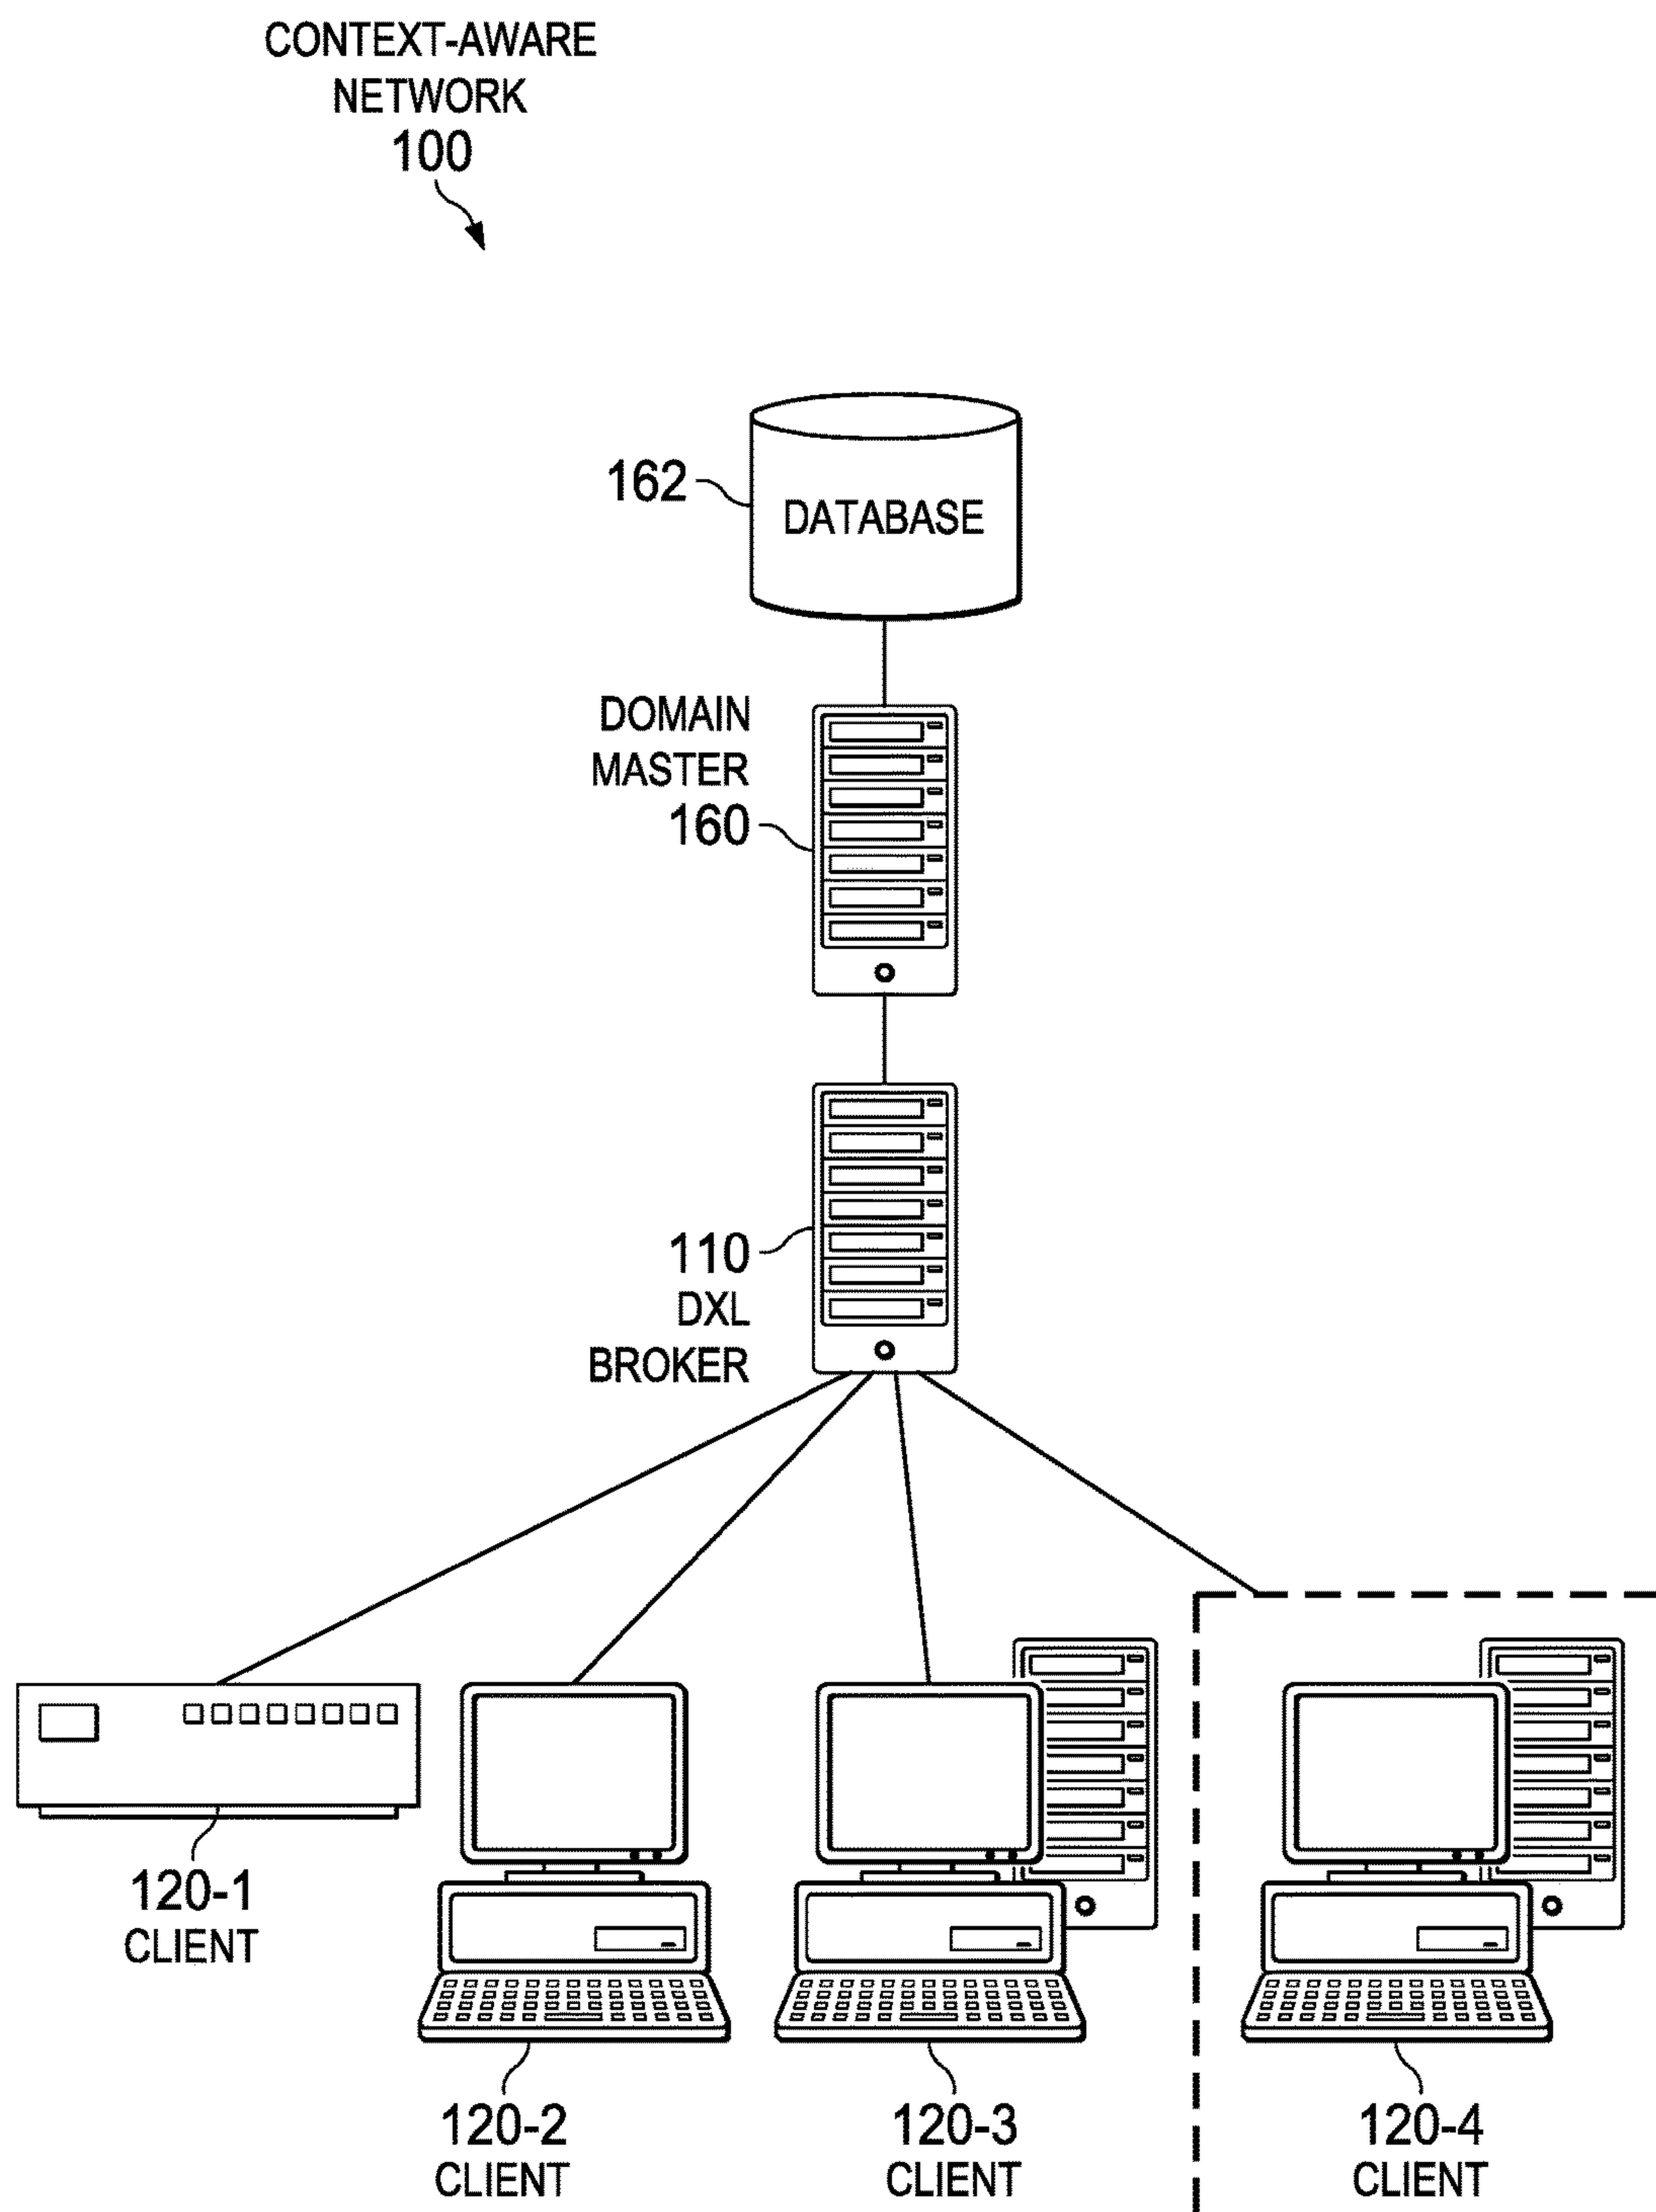 CONTEXT-AWARE
NETWORK
100
162
DATABASE
DOMAIN
MASTER
160
110
DXL
BROKER
120-1
CLIENT
120-2
CLIENT
120-3
CLIENT
120-4
CLIENT